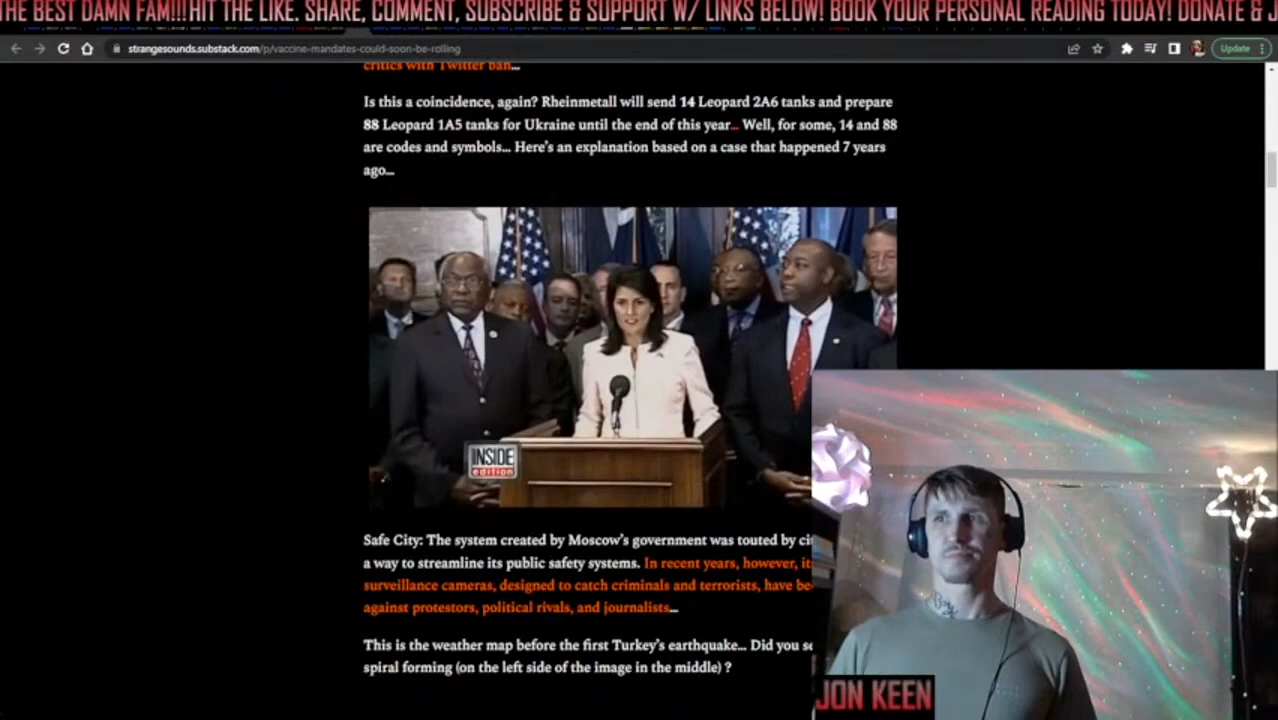 THE BEST DAMN FAM!!!HIT THE LIKE. SHARE, COMMENT, SUBSCRIBE & SUPPORT W/ LINKS BELOW! BOOK YOUR PERSONAL READING TODAY! DONATE & J
strangesounds.substack.com/p/vaccine-mandates-could-soon-be-rolling
Update
critics with Twitter ban...
Is this a coincidence, again? Rheinmetall will send 14 Leopard 2A6 tanks and prepare
88 Leopard 1A5 tanks for Ukraine until the end of this year... Well, for some, 14 and 88
are codes and symbols... Here's an explanation based on a case that happened 7 years
ago...
INSIDE
edition
Safe City: The system created by Moscow's government was touted by ci
a way to streamline its public safety systems. In recent years, however, it
surveillance cameras, designed to catch criminals and terrorists, have be
against protestors, political rivals, and journalists...
This is the weather map before the first Turkey's earthquake... Did you se
spiral forming (on the left side of the image in the middle) ?
JON KEEN